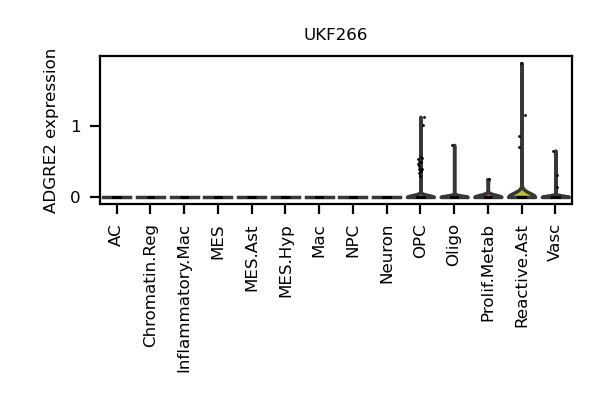 UKF266
ADGRE2 expression
1
0
AC
Chromatin.Reg
Inflammatory.Mac
MES
MES.Ast
MES.Hyp
Mac
NPC
Neuron
OPC
Oligo
Prolif.Metab
Reactive.Ast
Vasc